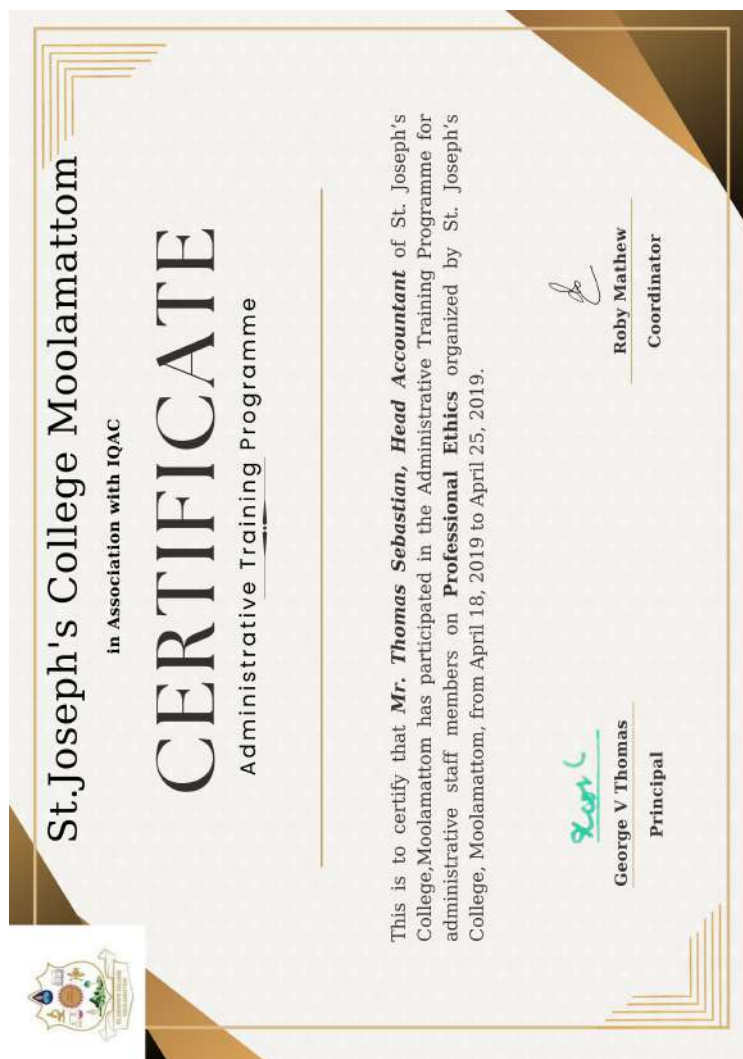 St.Joseph's College Moolamattom
in Association with IQAC
CERTIFICATE
Administrative Training Programme
This is to certify that Mr. Thomas Sebastian, Head Accountant of St. Joseph's
College,Moolamattom has participated in the Administrative Training Programme for
administrative staff members on Professional Ethics organized by St. Joseph's
College, Moolamattom, from April 18, 2019 to April 25, 2019.
George V Thomas
Principal
Roby Mathew
Coordinator